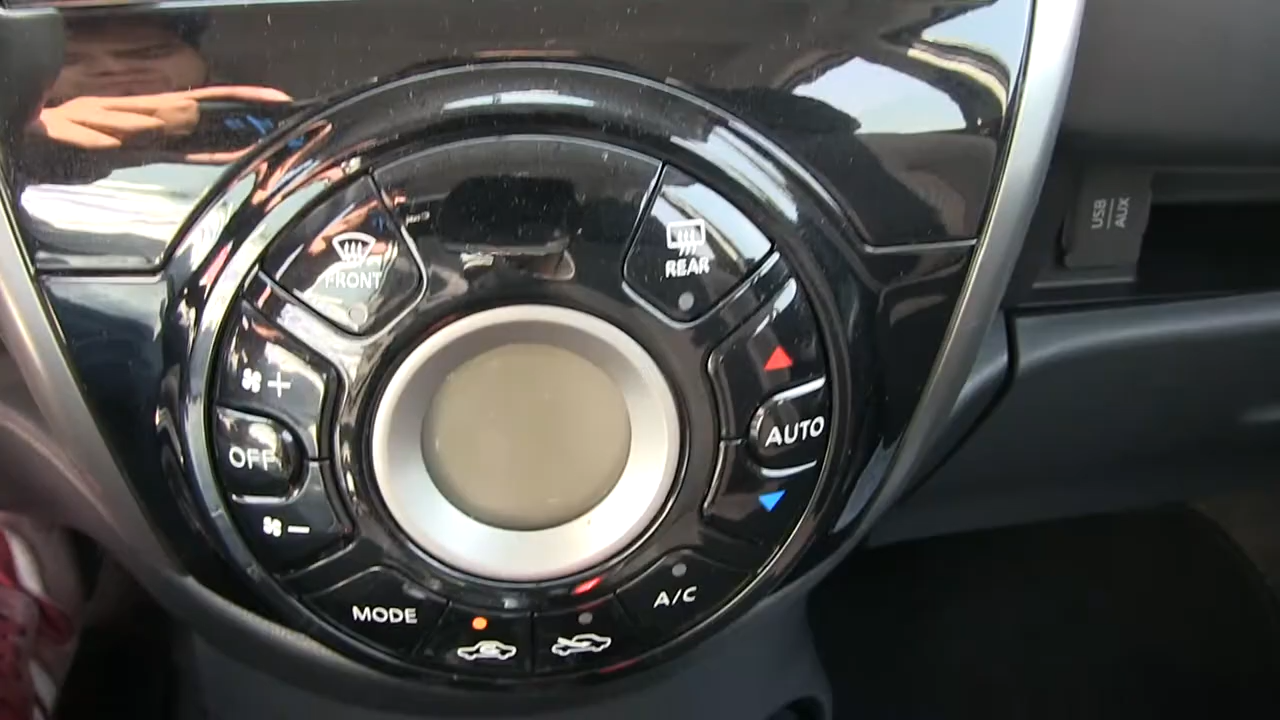 FRONT
REAR
USB
AUX
+
AUTO
OFF
−
MODE
A/C